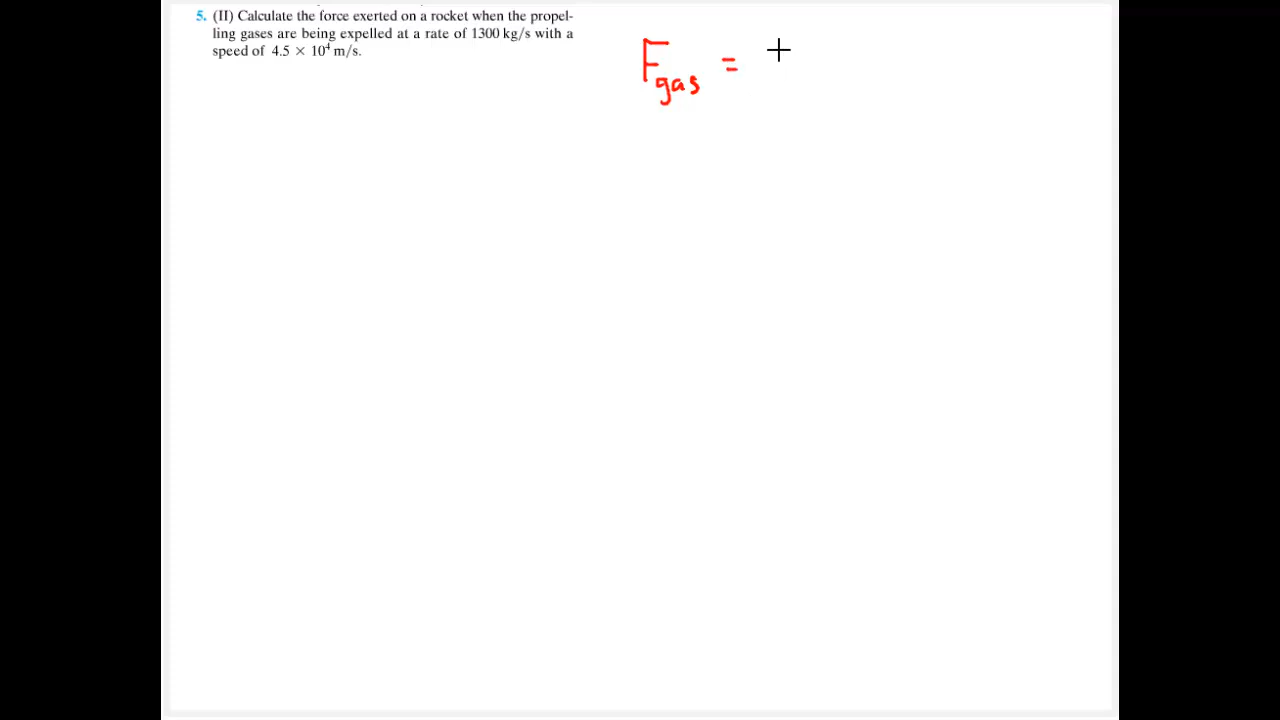 5. (II) Calculate the force exerted on a rocket when the propel-
ling gases are being expelled at a rate of 1300 kg/s with a
speed of 4.5 × 10⁴ m/s.
F_gas =